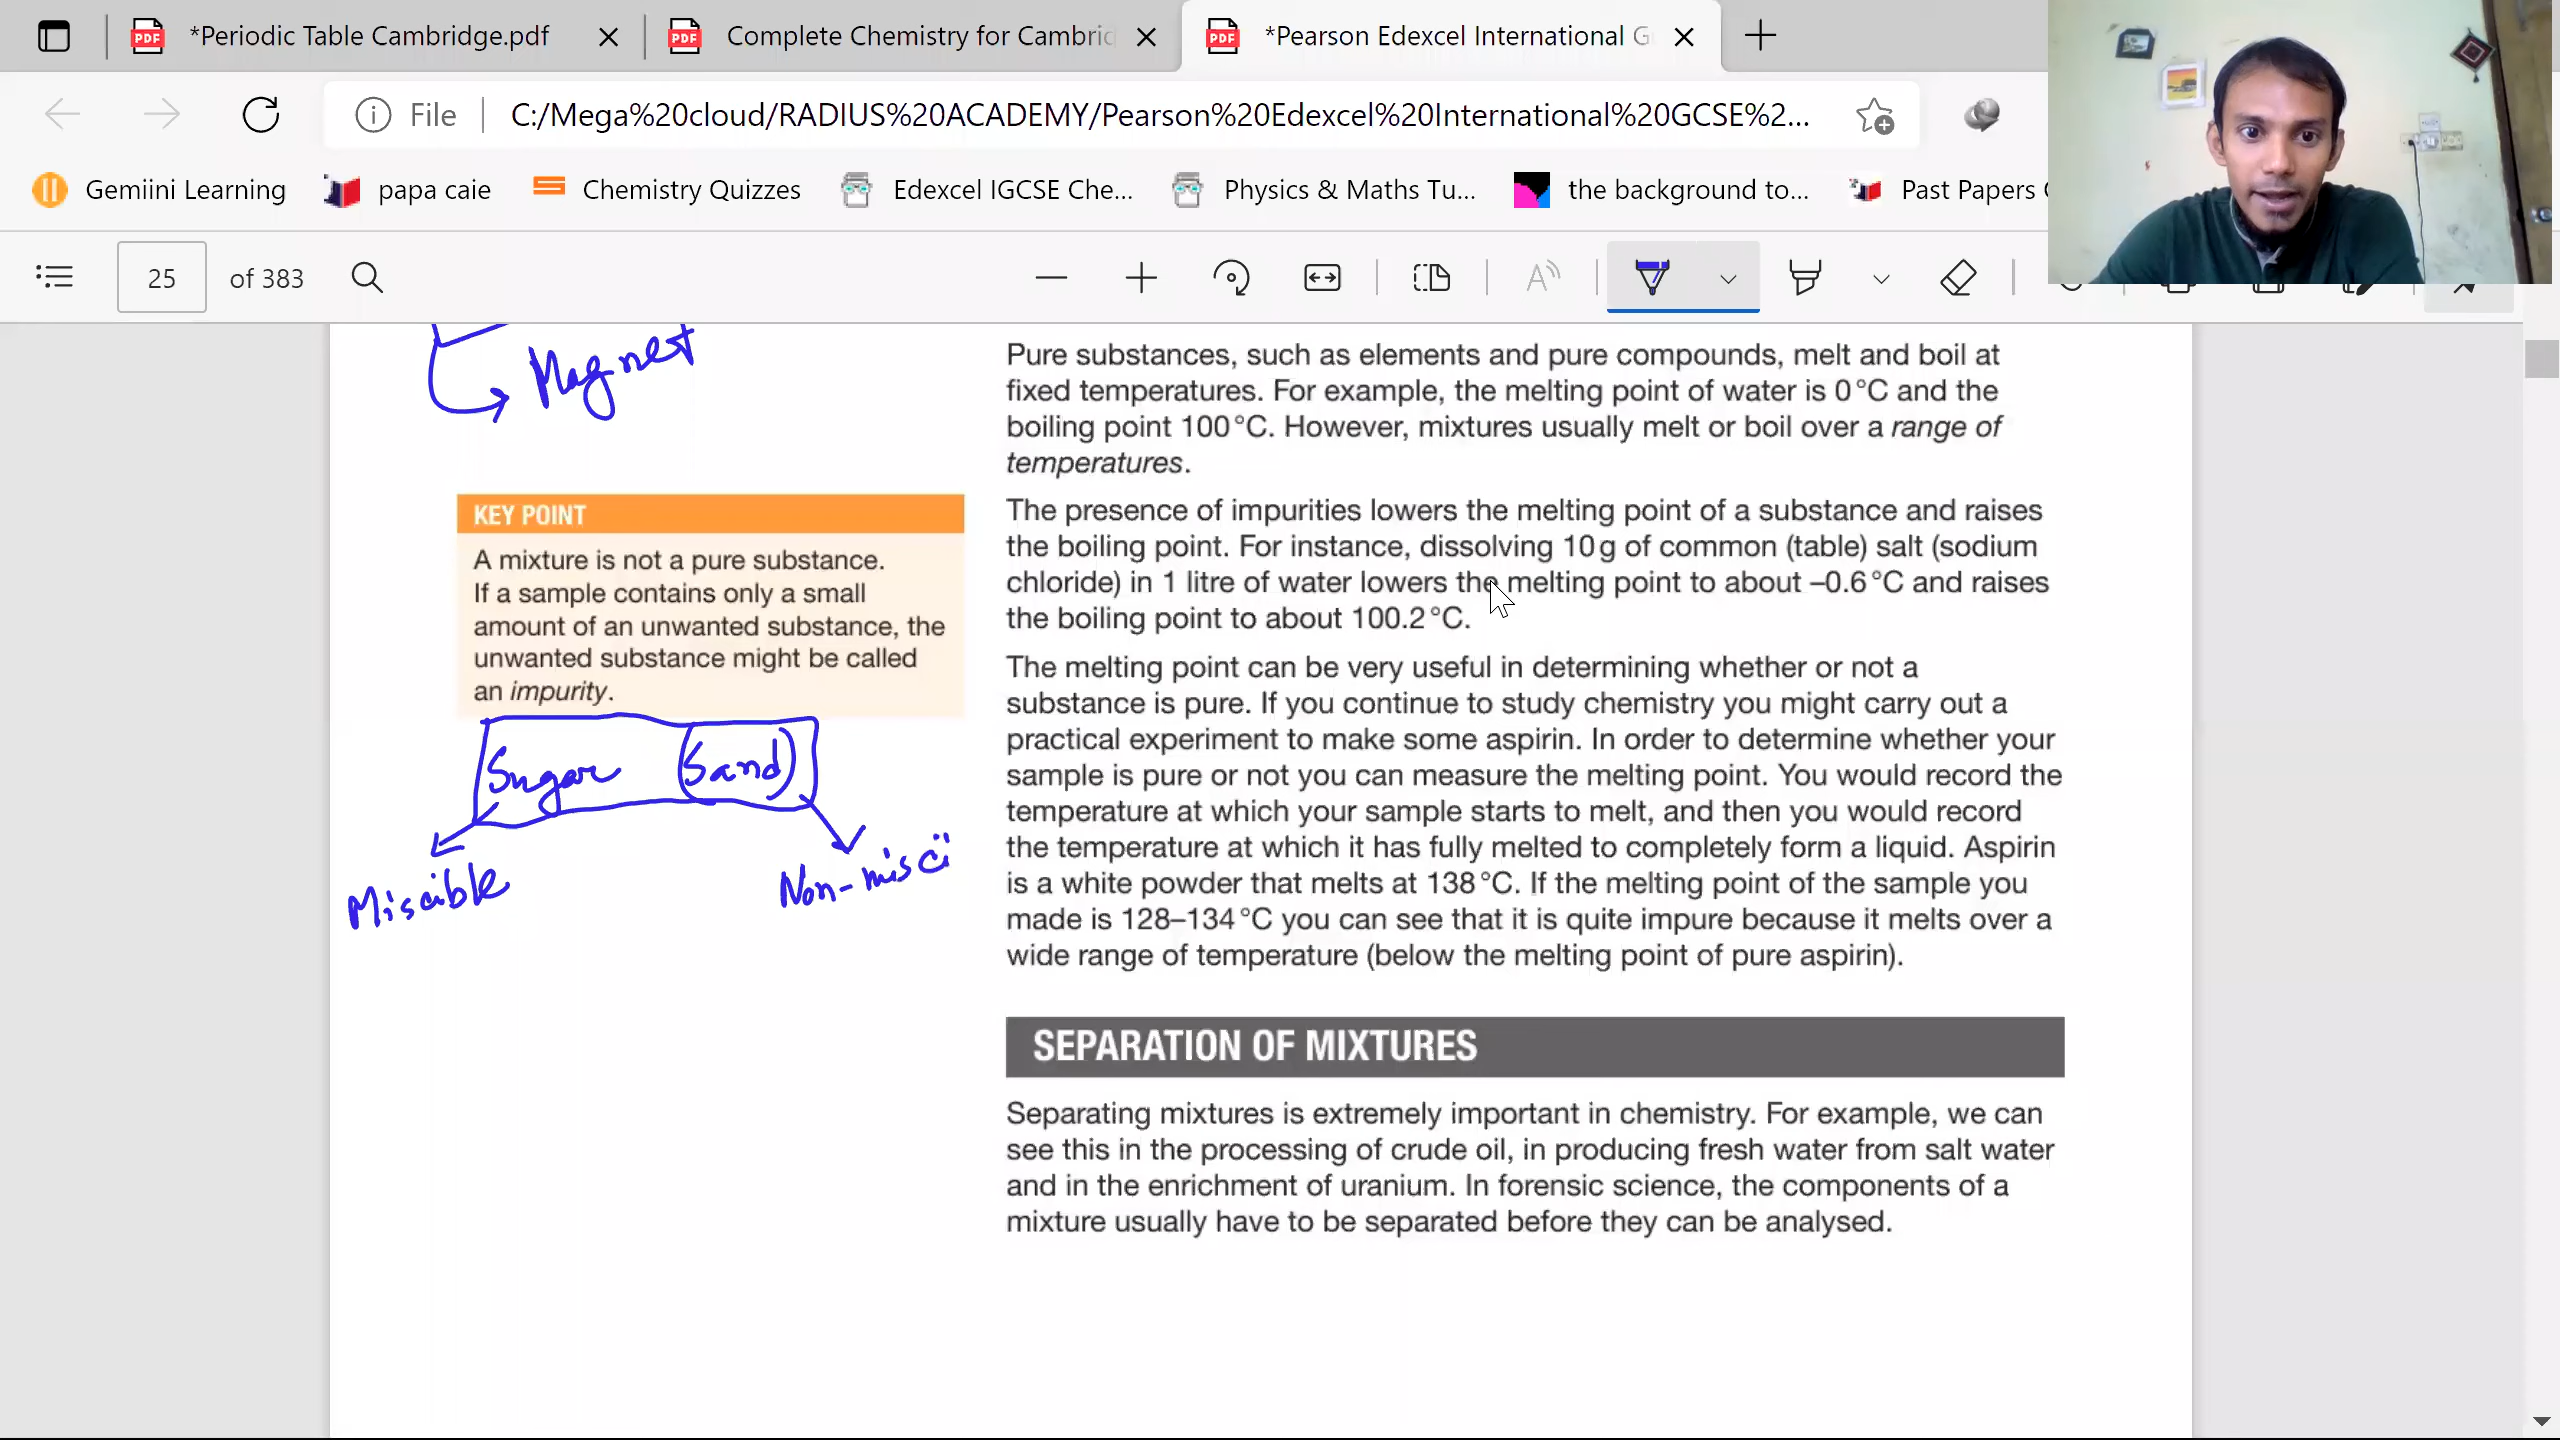 *Periodic Table Cambridge.pdf
Complete Chemistry for Cambri
*Pearson Edexcel International G
File
C:/Mega%20cloud/RADIUS%20ACADEMY/Pearson%20Edexcel%20International%20GCSE%2...
Gemiini Learning
papa caie
Chemistry Quizzes
Edexcel IGCSE Che...
Physics & Maths Tu...
the background to...
Past Papers
25 of 383
Magnet
KEY POINT
A mixture is not a pure substance.
If a sample contains only a small
amount of an unwanted substance, the
unwanted substance might be called
an impurity.
Sugar Sand
Miscible
Non-misci
Pure substances, such as elements and pure compounds, melt and boil at
fixed temperatures. For example, the melting point of water is 0 °C and the
boiling point 100 °C. However, mixtures usually melt or boil over a range of
temperatures.
The presence of impurities lowers the melting point of a substance and raises
the boiling point. For instance, dissolving 10 g of common (table) salt (sodium
chloride) in 1 litre of water lowers the melting point to about –0.6 °C and raises
the boiling point to about 100.2 °C.
The melting point can be very useful in determining whether or not a
substance is pure. If you continue to study chemistry you might carry out a
practical experiment to make some aspirin. In order to determine whether your
sample is pure or not you can measure the melting point. You would record the
temperature at which your sample starts to melt, and then you would record
the temperature at which it has fully melted to completely form a liquid. Aspirin
is a white powder that melts at 138 °C. If the melting point of the sample you
made is 128–134 °C you can see that it is quite impure because it melts over a
wide range of temperature (below the melting point of pure aspirin).
SEPARATION OF MIXTURES
Separating mixtures is extremely important in chemistry. For example, we can
see this in the processing of crude oil, in producing fresh water from salt water
and in the enrichment of uranium. In forensic science, the components of a
mixture usually have to be separated before they can be analysed.